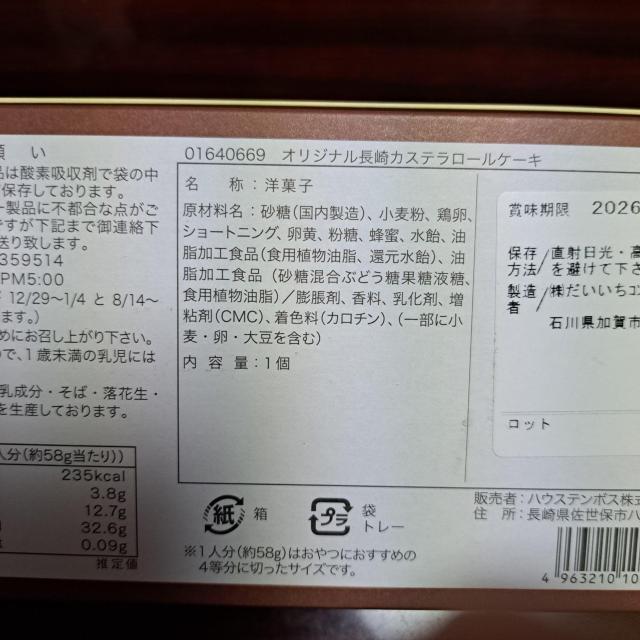 願 い
品は酸素吸収剤で袋の中
保存しております。
一製品に不都合な点がご
ですが下記まで御連絡下
送り致します。
359514
PM5:00
12/29~1/4 と 8/14~
ます。)
めにお召し上がり下さい。
ので、1歳未満の乳児には
乳成分・そば・落花生・
を生産しております。
人分(約58g当たり))
235kcal
3.8g
12.7g
32.6g
0.09g
推定値
01640669 オリジナル長崎カステラロールケーキ
名 称:洋菓子
原材料名:砂糖(国内製造)、小麦粉、鶏卵、
ショートニング、卵黄、粉糖、蜂蜜、水飴、油
脂加工食品(食用植物油脂、還元水飴)、油
脂加工食品(砂糖混合ぶどう糖果糖液糖、
食用植物油脂)/膨脹剤、香料、乳化剤、増
粘剤(CMC)、着色料(カロチン)、(一部に小
麦・卵・大豆を含む)
内 容 量:1個
紙 箱
プラ 袋
トレー
※1人分(約58g)はおやつにおすすめの
4等分に切ったサイズです。
賞味期限 2026
保存方法/直射日光・高
を避けて下さ
製造者/㈱だいいちコン
石川県加賀市
ロット
販売者:ハウステンボス株式
住 所:長崎県佐世保市ハ
4 963210 10